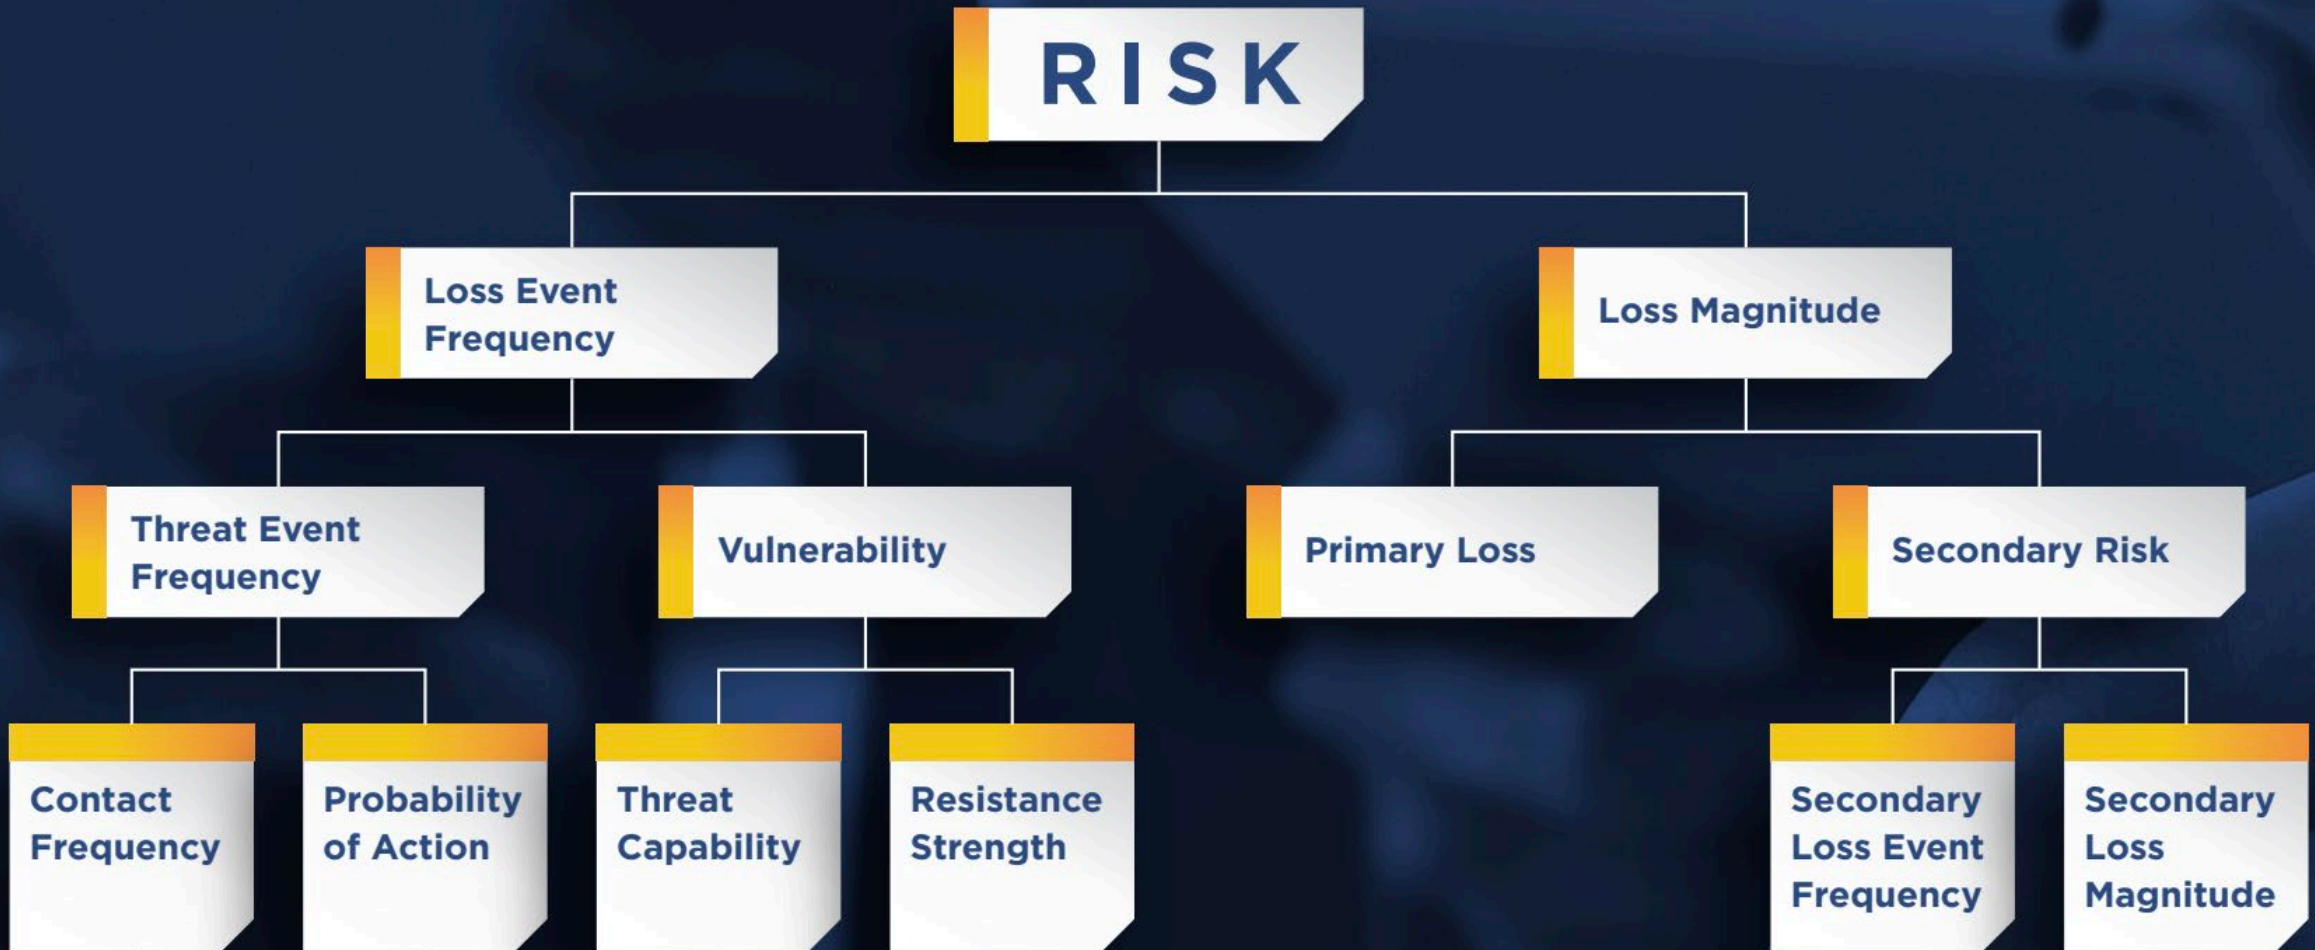 RISK
Loss Event
Frequency
Loss Magnitude
Threat Event
Frequency
Vulnerability
Primary Loss
Secondary Risk
Contact
Frequency
Probability
of Action
Threat
Capability
Resistance
Strength
Secondary
Loss Event
Frequency
Secondary
Loss
Magnitude